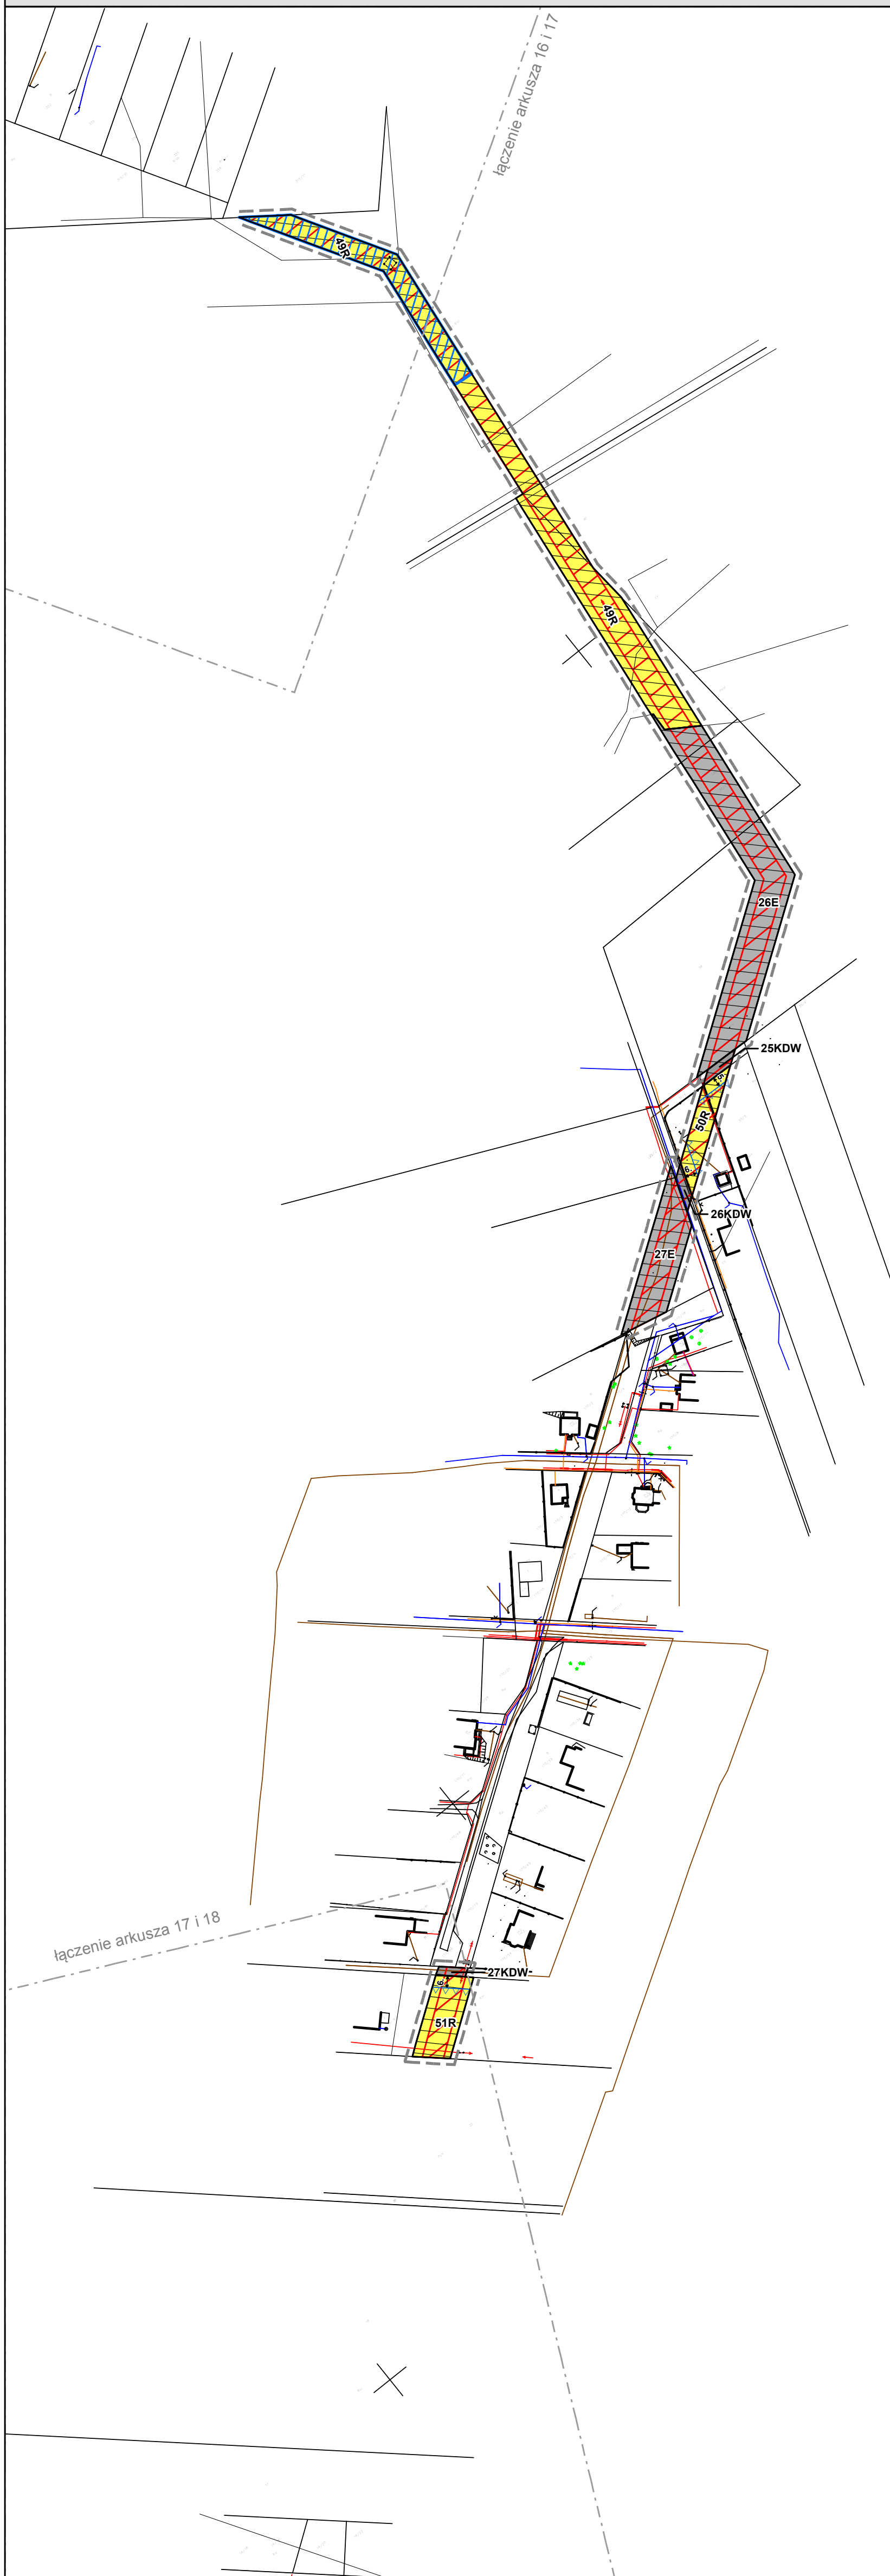 łączenie arkusza 16 i 17
49R
49R
26E
25KDW
50R
26KDW
27E
łączenie arkusza 17 i 18
27KDW
51R